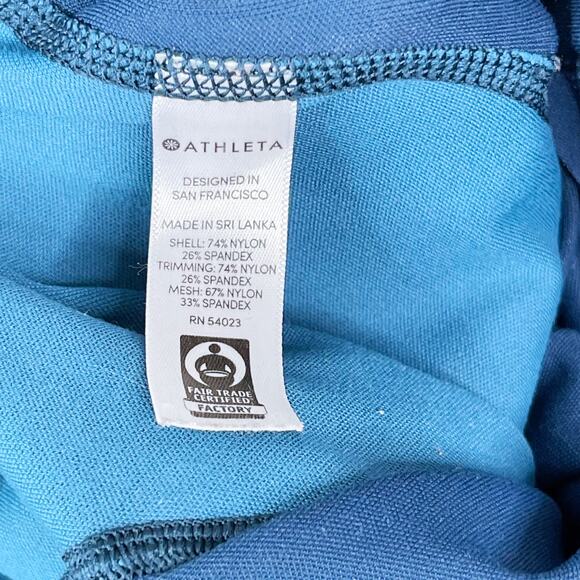 ATHLETA
DESIGNED IN
SAN FRANCISCO
MADE IN SRI LANKA
SHELL: 74% NYLON
26% SPANDEX
TRIMMING: 74% NYLON
26% SPANDEX
MESH: 67% NYLON
33% SPANDEX
RN 54023
FAIR TRADE
CERTIFIED
FACTORY